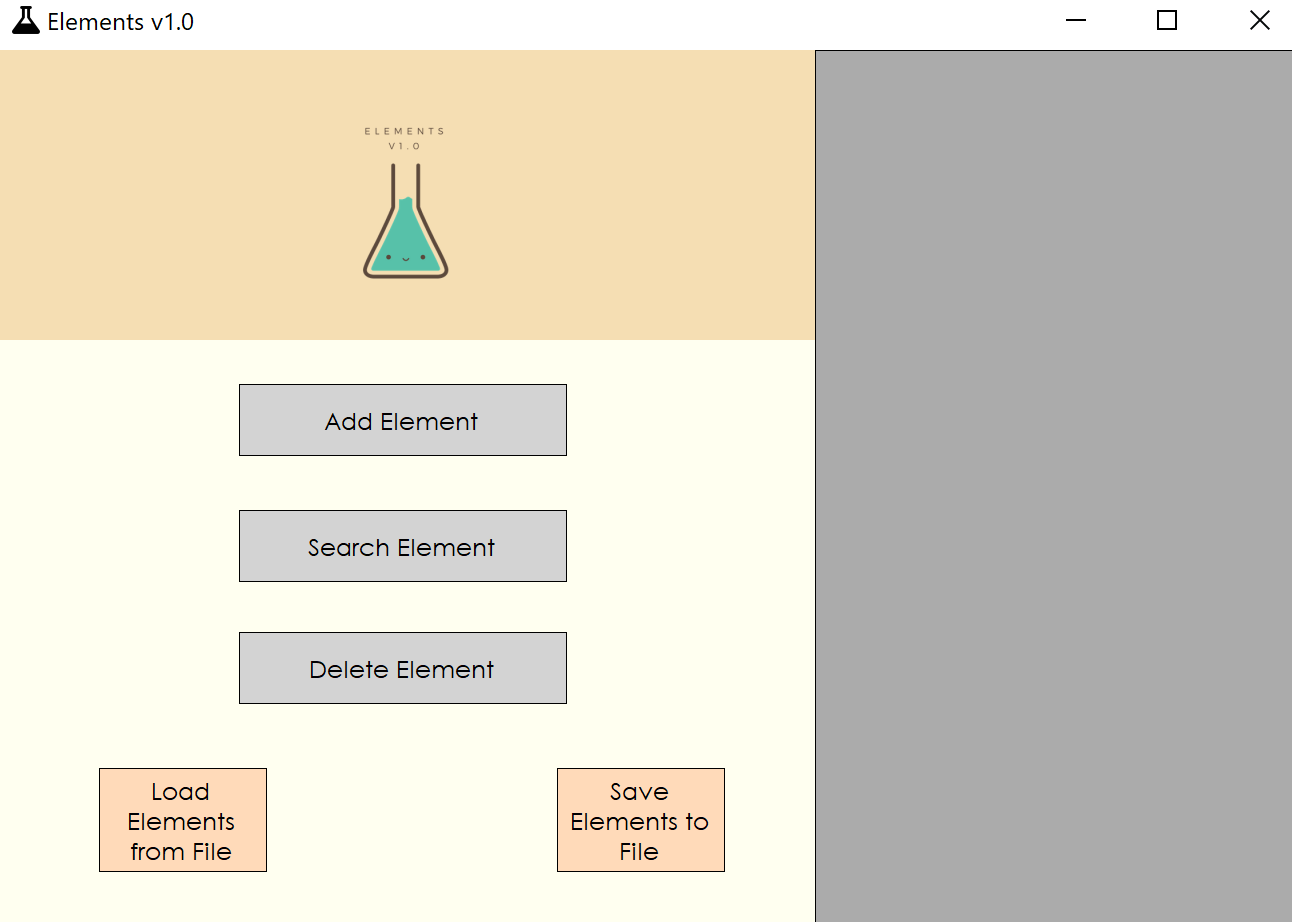 Elements v1.0
ELEMENTS
V1.0
Add Element
Search Element
Delete Element
Load
Elements
from File
Save
Elements to
File